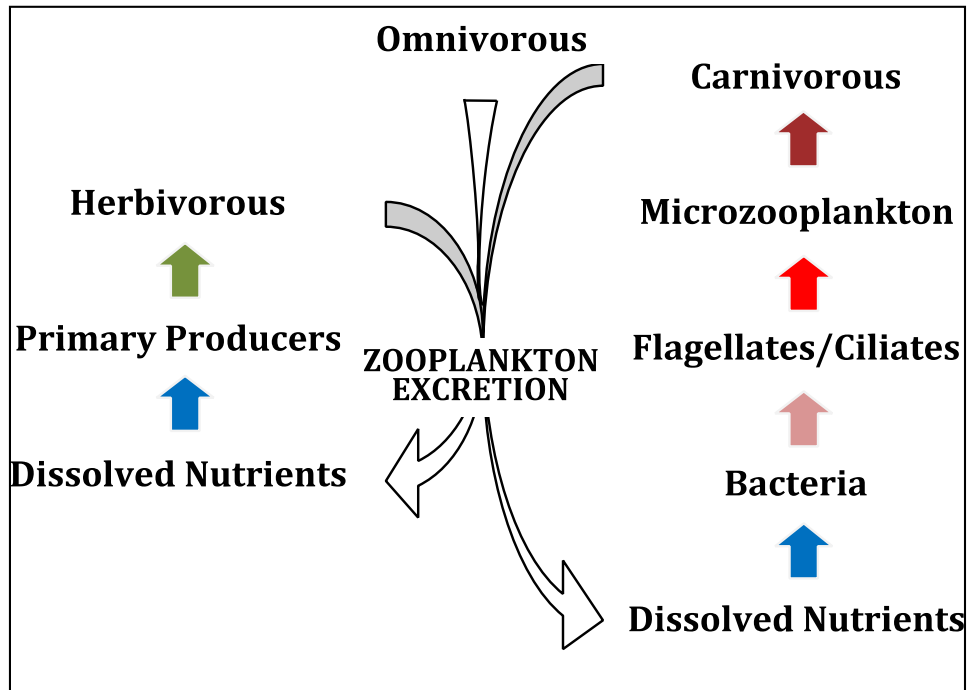 Omnivorous
Carnivorous
Herbivorous
Microzooplankton
Primary Producers
Flagellates/Ciliates
ZOOPLANKTON
EXCRETION
Dissolved Nutrients
Bacteria
Dissolved Nutrients